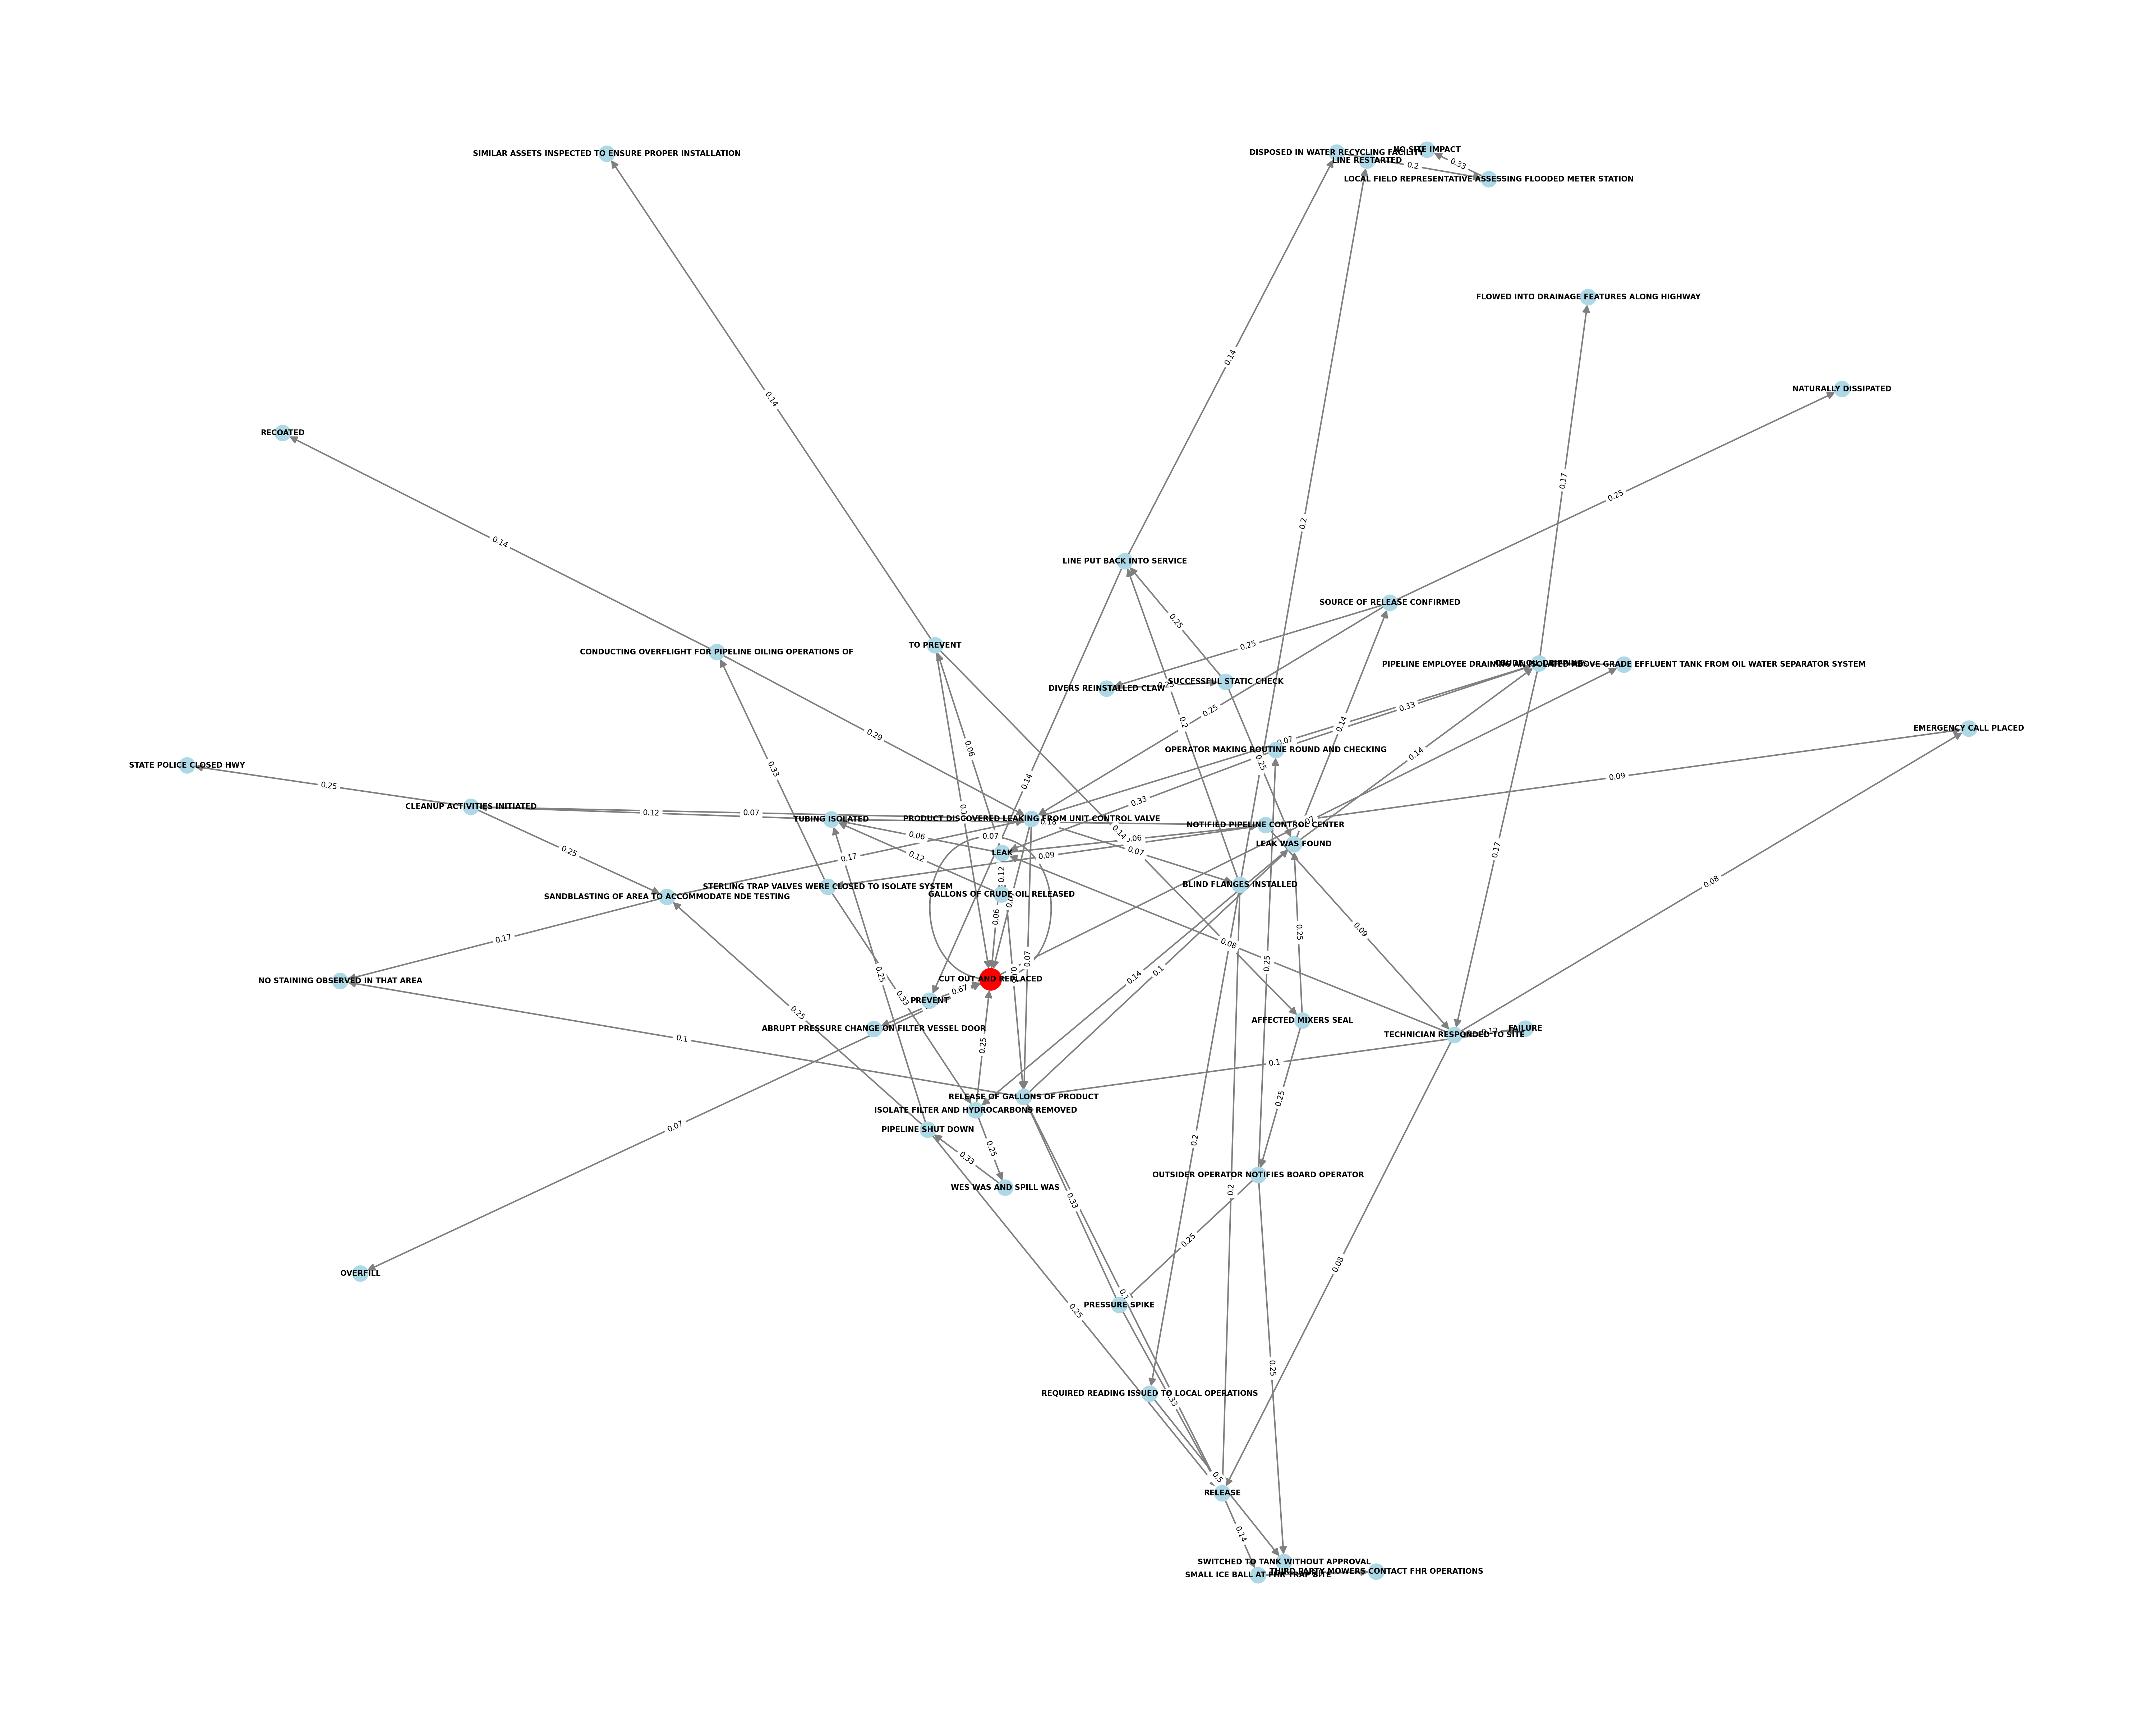 SIMILAR ASSETS INSPECTED TO ENSURE PROPER INSTALLATION
DISPOSED IN WATER RECYCLING FACILITY
NO SITE IMPACT
LINE RESTARTED
0.33
0.2
LOCAL FIELD REPRESENTATIVE ASSESSING FLOODED METER STATION
FLOWED INTO DRAINAGE FEATURES ALONG HIGHWAY
0.14
NATURALLY DISSIPATED
0.14
RECOATED
0.17
0.25
0.2
0.14
LINE PUT BACK INTO SERVICE
SOURCE OF RELEASE CONFIRMED
0.25
TO PREVENT
0.25
CONDUCTING OVERFLIGHT FOR PIPELINE OILING OPERATIONS OF
PIPELINE EMPLOYEE DRAINING AN ISOLATED ABOVE GRADE EFFLUENT TANK FROM OIL WATER SEPARATOR SYSTEM
SUCCESSFUL STATIC CHECK
DIVERS REINSTALLED CLAW
0.25
0.25
0.33
0.2
0.14
EMERGENCY CALL PLACED
0.29
0.07
0.06
OPERATOR MAKING ROUTINE ROUND AND CHECKING
0.14
0.25
STATE POLICE CLOSED HWY
0.33
0.09
0.14
0.25
0.33
CLEANUP ACTIVITIES INITIATED
0.12
0.07
TUBING ISOLATED
PRODUCT DISCOVERED LEAKING FROM UNIT CONTROL VALVE
0.18
NOTIFIED PIPELINE CONTROL CENTER
0.14
0.06
0.07
0.06
LEAK WAS FOUND
0.25
0.07
LEAK
0.12
0.17
0.09
0.17
0.12
0.08
STERLING TRAP VALVES WERE CLOSED TO ISOLATE SYSTEM
BLIND FLANGES INSTALLED
GALLONS OF CRUDE OIL RELEASED
SANDBLASTING OF AREA TO ACCOMMODATE NDE TESTING
0.06
0.09
0.25
0.17
0.08
0.25
0.1
0.25
0.07
0.14
NO STAINING OBSERVED IN THAT AREA
CUT OUT AND REPLACED
0.67
0.33
PREVENT
0.25
AFFECTED MIXERS SEAL
ABRUPT PRESSURE CHANGE ON FILTER VESSEL DOOR
FAILURE
0.12
TECHNICIAN RESPONDED TO SITE
0.1
0.25
0.1
RELEASE OF GALLONS OF PRODUCT
0.25
ISOLATE FILTER AND HYDROCARBONS REMOVED
0.07
PIPELINE SHUT DOWN
0.2
0.25
0.33
OUTSIDER OPERATOR NOTIFIES BOARD OPERATOR
WES WAS AND SPILL WAS
0.2
0.33
0.25
0.08
OVERFILL
0.1
PRESSURE SPIKE
0.25
0.25
REQUIRED READING ISSUED TO LOCAL OPERATIONS
0.33
0.5
RELEASE
0.14
SWITCHED TO TANK WITHOUT APPROVAL
THIRD PARTY MOWERS CONTACT FHR OPERATIONS
SMALL ICE BALL AT FHR TRAP SITE